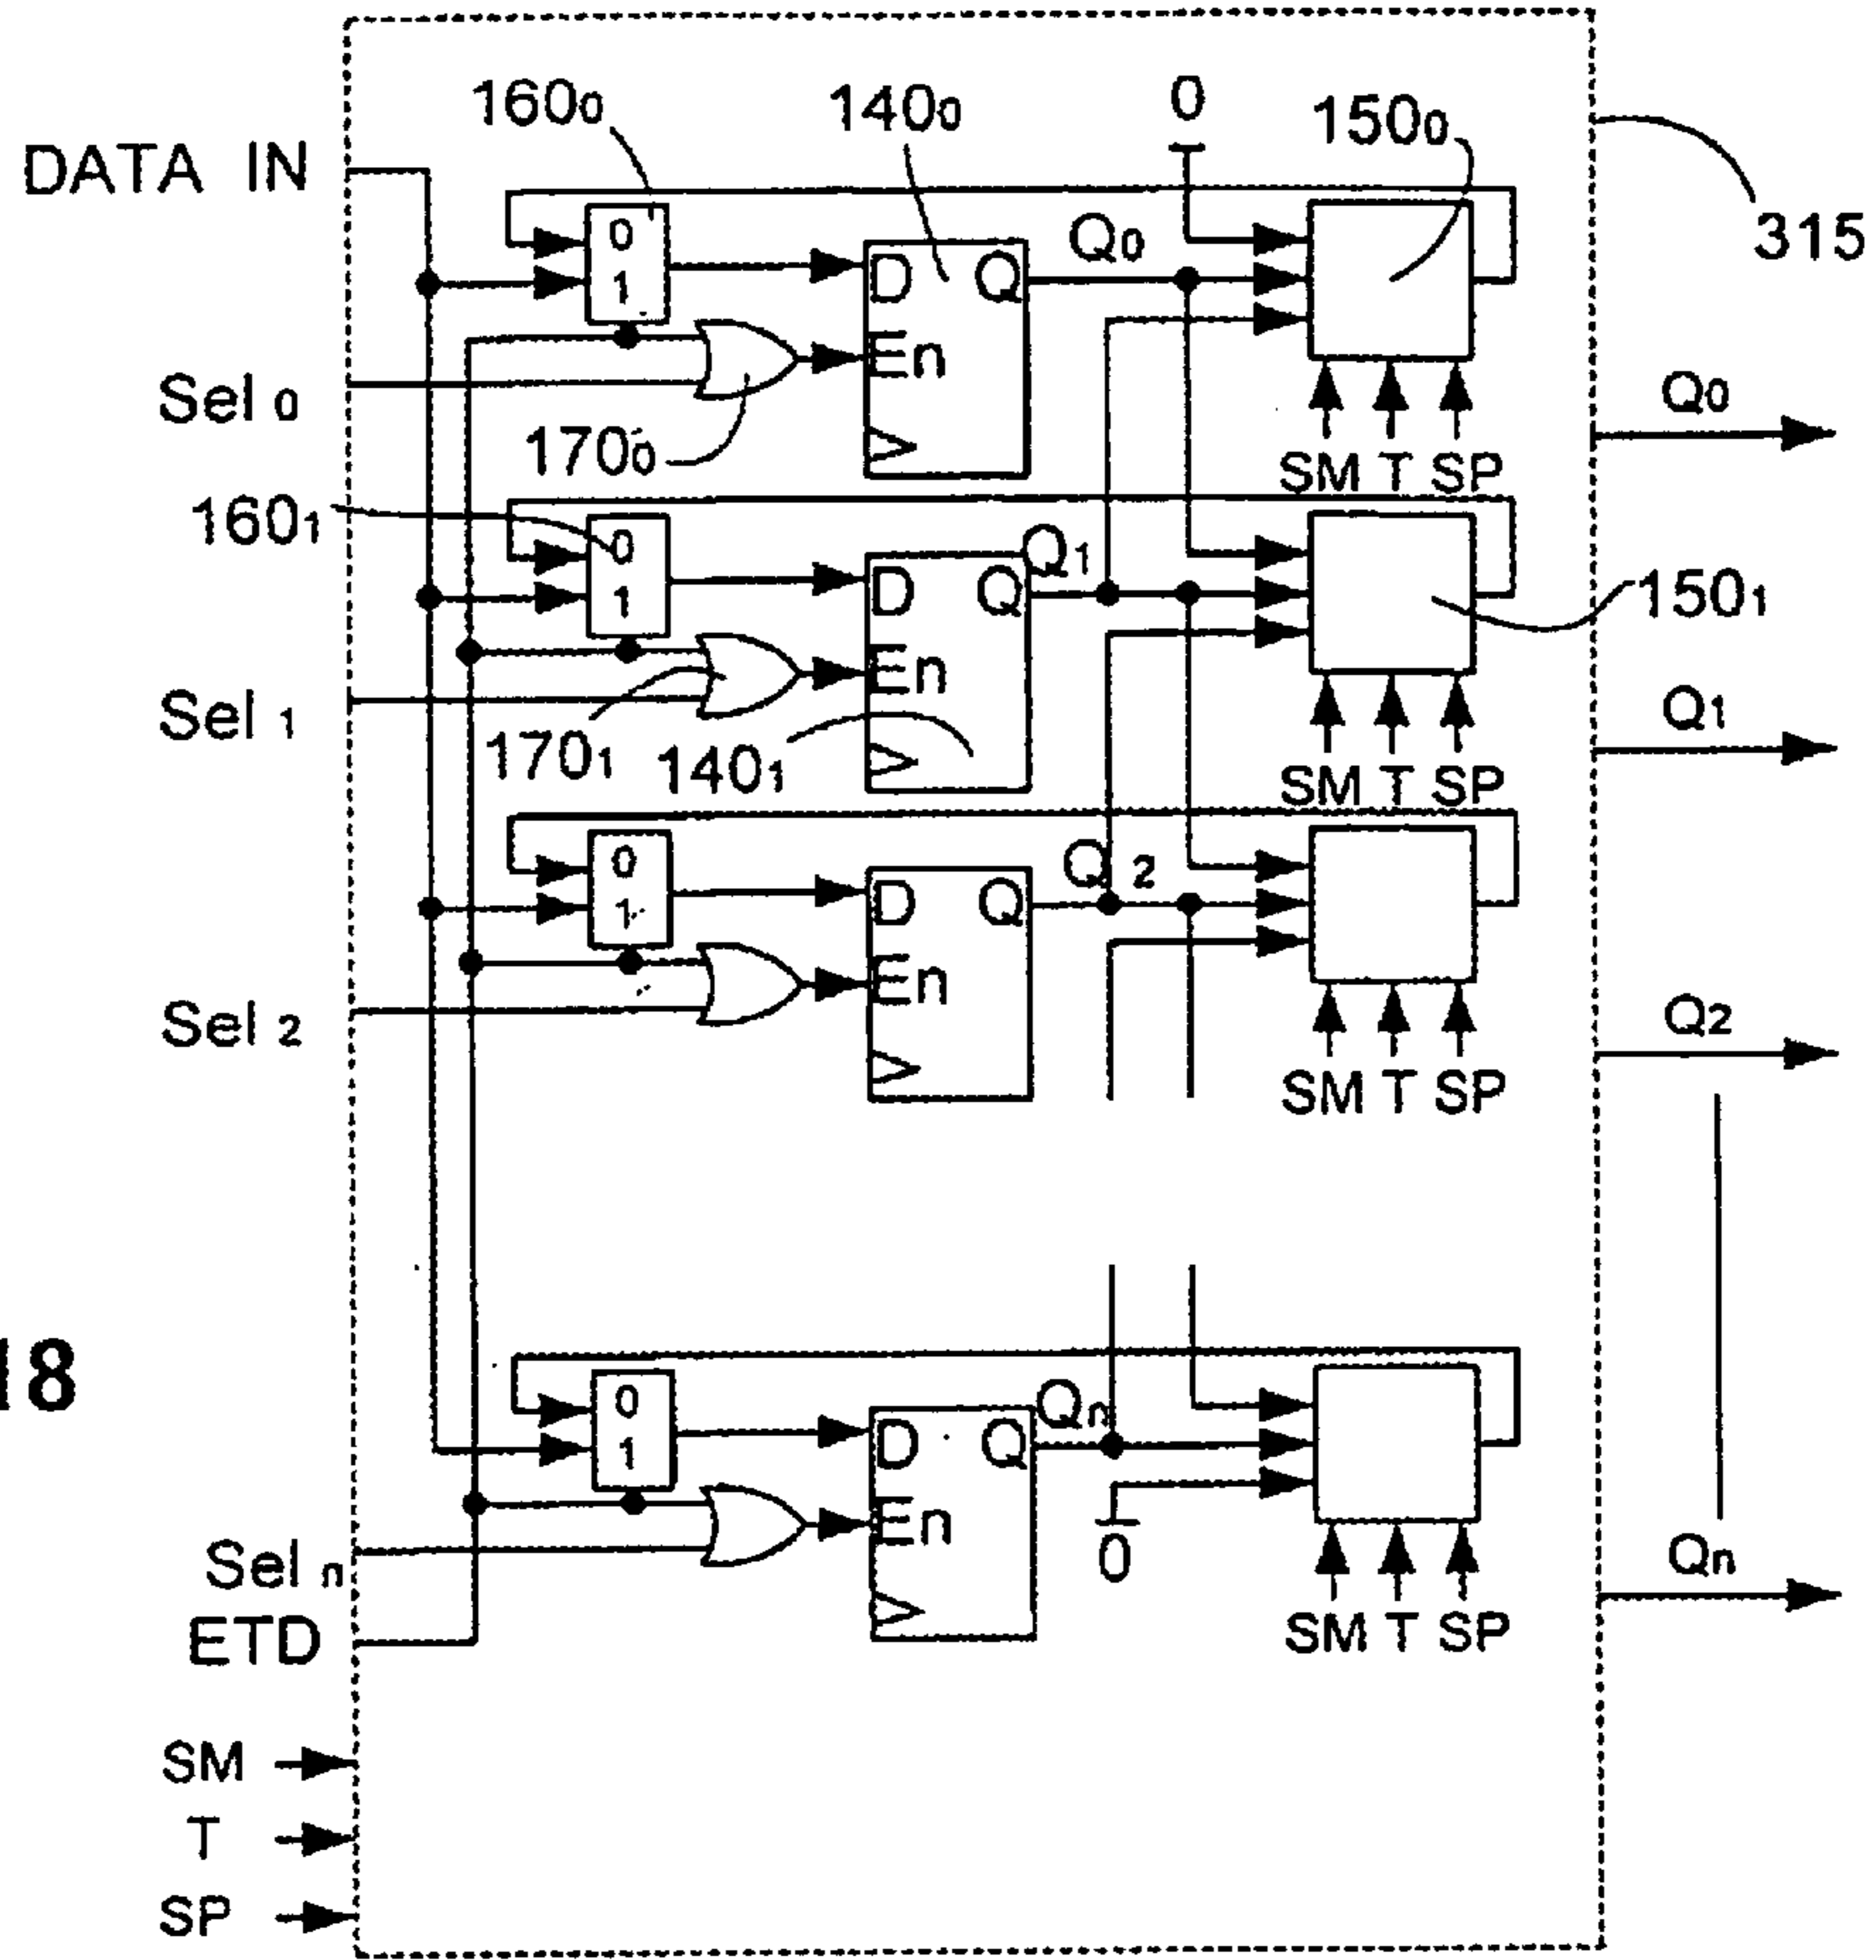 160₀ 140₀ 0 150₀
DATA IN
315
0
1
D Q
En
Q₀
Sel ₀
170₀
SM T SP
Q₀
160₁
0
1
D Q
En
Q₁
150₁
Sel ₁
170₁ 140₁
SM T SP
Q₁
0
1
D Q
En
Q ₂
Sel ₂
SM T SP
Q₂
18
0
1
D Q
En
Qₙ
0
Sel ₙ
SM T SP
Qₙ
ETD
SM
T
SP